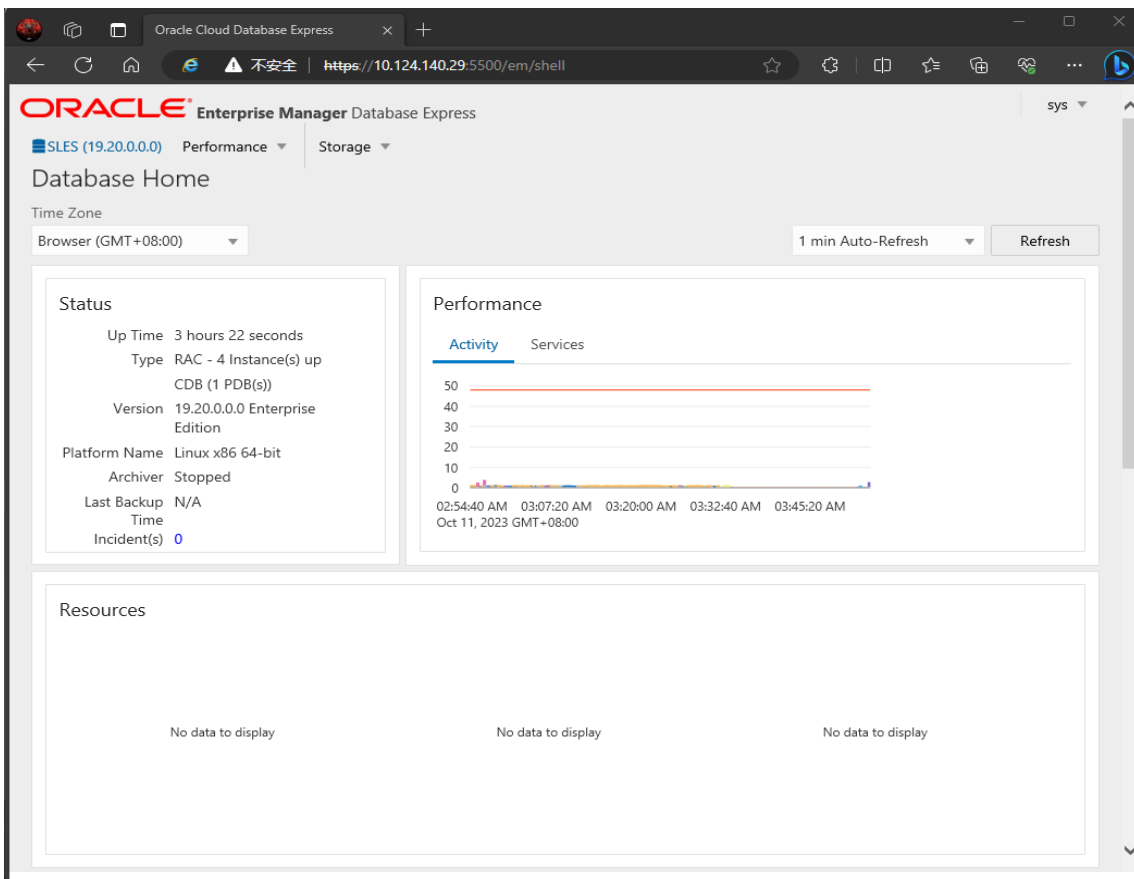 Oracle Cloud Database Express
不安全 | https://10.124.140.29:5500/em/shell
ORACLE Enterprise Manager Database Express
sys
SLES (19.20.0.0.0) Performance Storage
Database Home
Time Zone
Browser (GMT+08:00)
1 min Auto-Refresh
Refresh
Status
Up Time 3 hours 22 seconds
Type RAC - 4 Instance(s) up
CDB (1 PDB(s))
Version 19.20.0.0.0 Enterprise
Edition
Platform Name Linux x86 64-bit
Archiver Stopped
Last Backup N/A
Time
Incident(s) 0
Performance
Activity Services
50
40
30
20
10
0
02:54:40 AM 03:07:20 AM 03:20:00 AM 03:32:40 AM 03:45:20 AM
Oct 11, 2023 GMT+08:00
Resources
No data to display No data to display No data to display